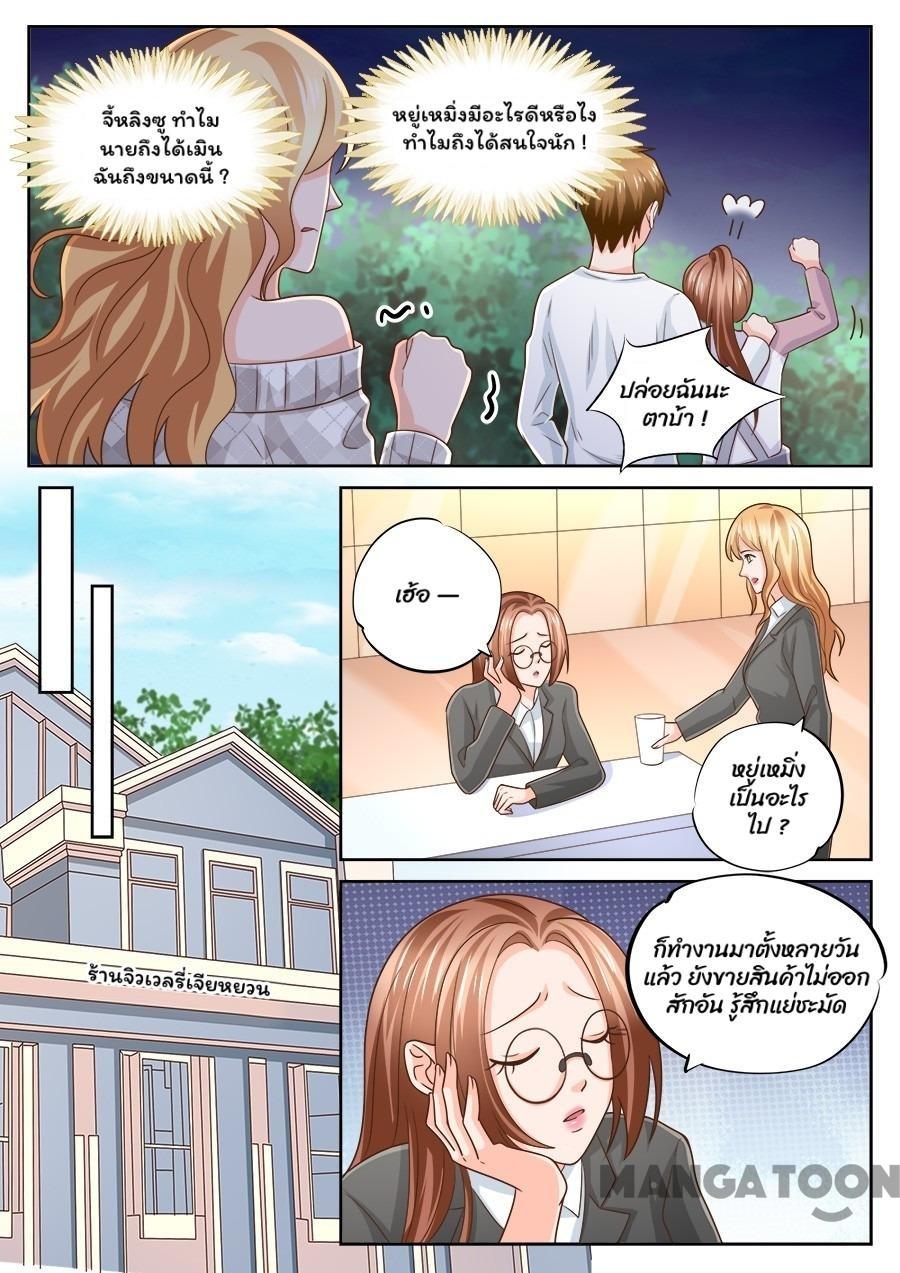 จี้หลิงซู ทำไม
นายถึงได้เมิน
ฉันถึงขนาดนี้ ?
หยู่เหมิ่งมีอะไรดีหรือไง
ทำไมถึงได้สนใจนัก !
ปล่อยฉันนะ
ตาบ้า !
เฮ้อ —
หยู่เหมิ่ง
เป็นอะไร
ไป ?
ร้านจิวเวลรี่เจียหยวน
ก็ทำงานมาตั้งหลายวัน
แล้ว ยังขายสินค้าไม่ออก
สักอัน รู้สึกแย่ชะมัด
MANGA TOON